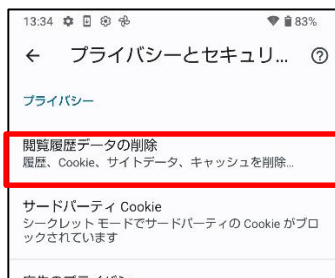 13:34 83%
プライバシーとセキュリ...
プライバシー
閲覧履歴データの削除
履歴、Cookie、サイトデータ、キャッシュを削除...
サードパーティ Cookie
シークレット モードでサードパーティの Cookie がブロ
ックされています